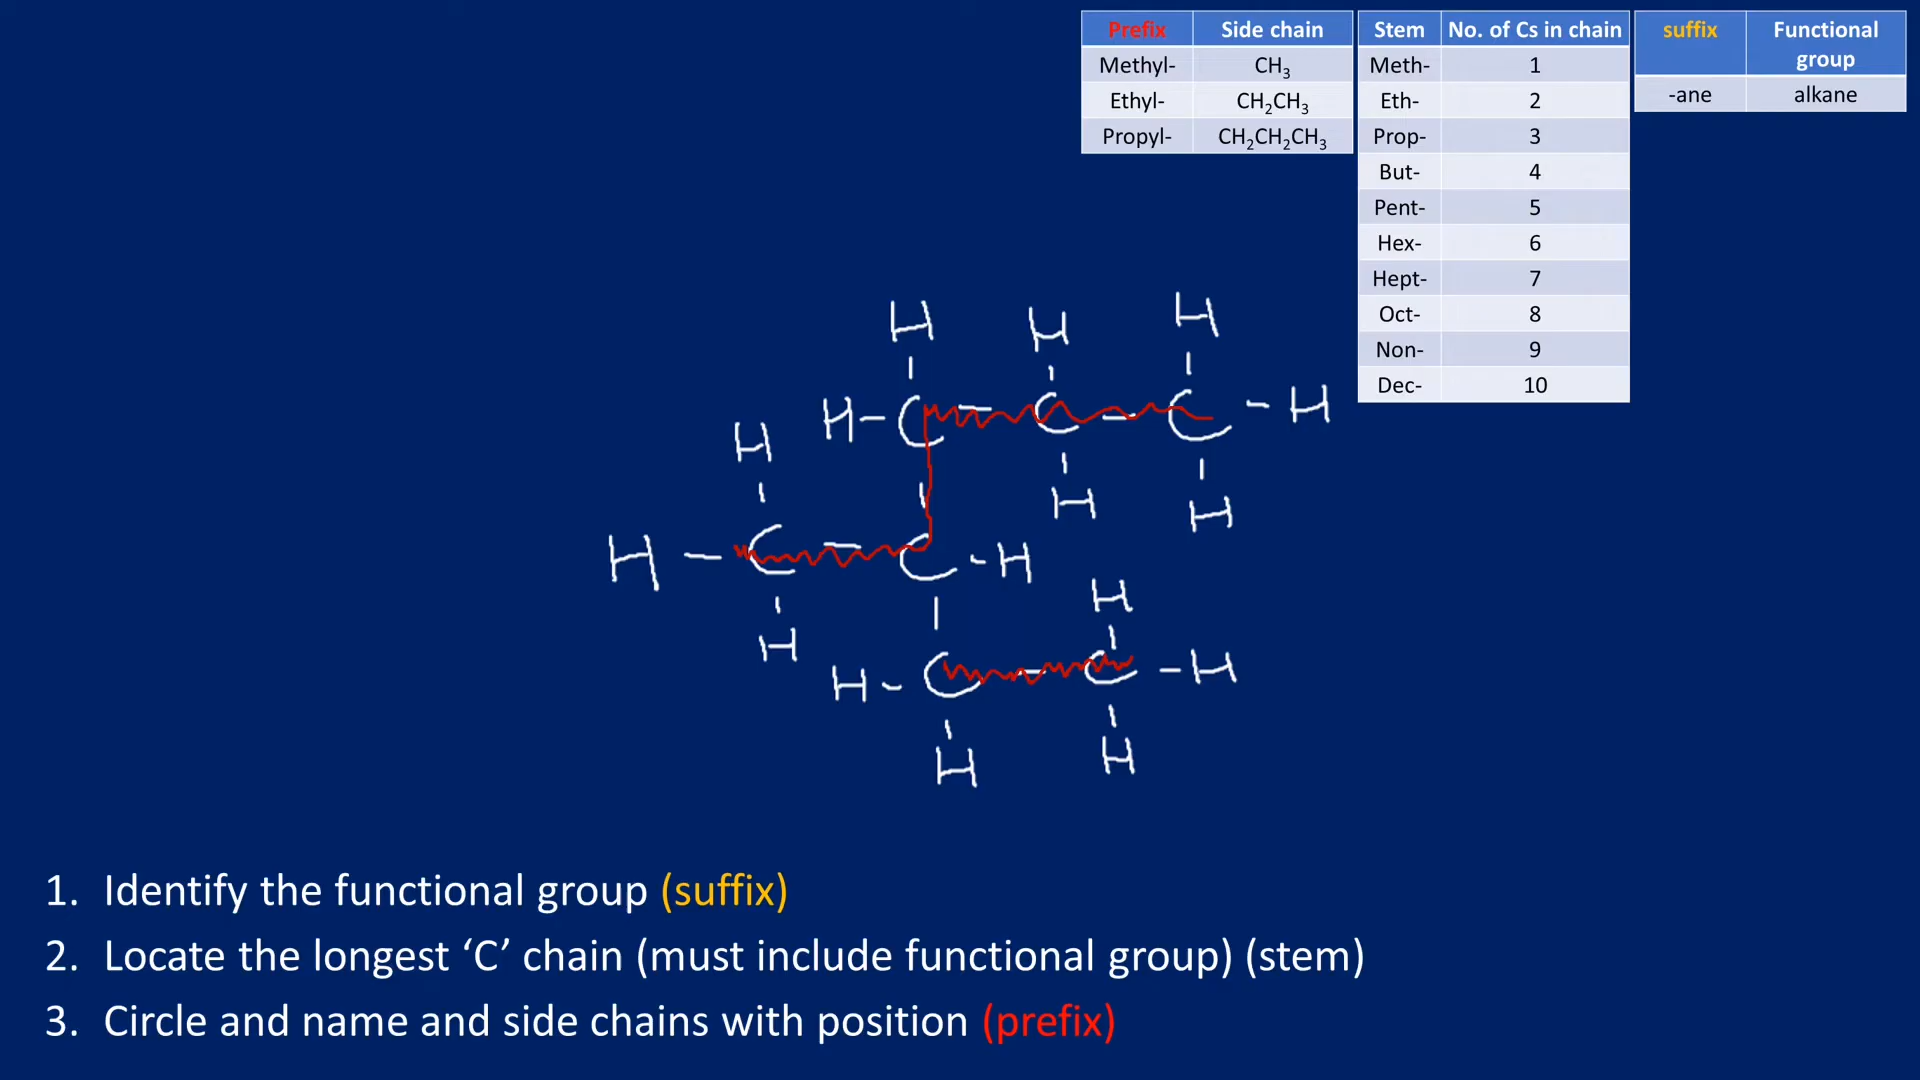 Prefix Side chain
Methyl- CH3
Ethyl- CH2CH3
Propyl- CH2CH2CH3
Stem No. of Cs in chain
Meth- 1
Eth- 2
Prop- 3
But- 4
Pent- 5
Hex- 6
Hept- 7
Oct- 8
Non- 9
Dec- 10
suffix Functional
group
-ane alkane
H H H
H-C-C-C-H
H H H
H-C-C-H
H H
H-C-C-H
H H
1. Identify the functional group (suffix)
2. Locate the longest ‘C’ chain (must include functional group) (stem)
3. Circle and name and side chains with position (prefix)